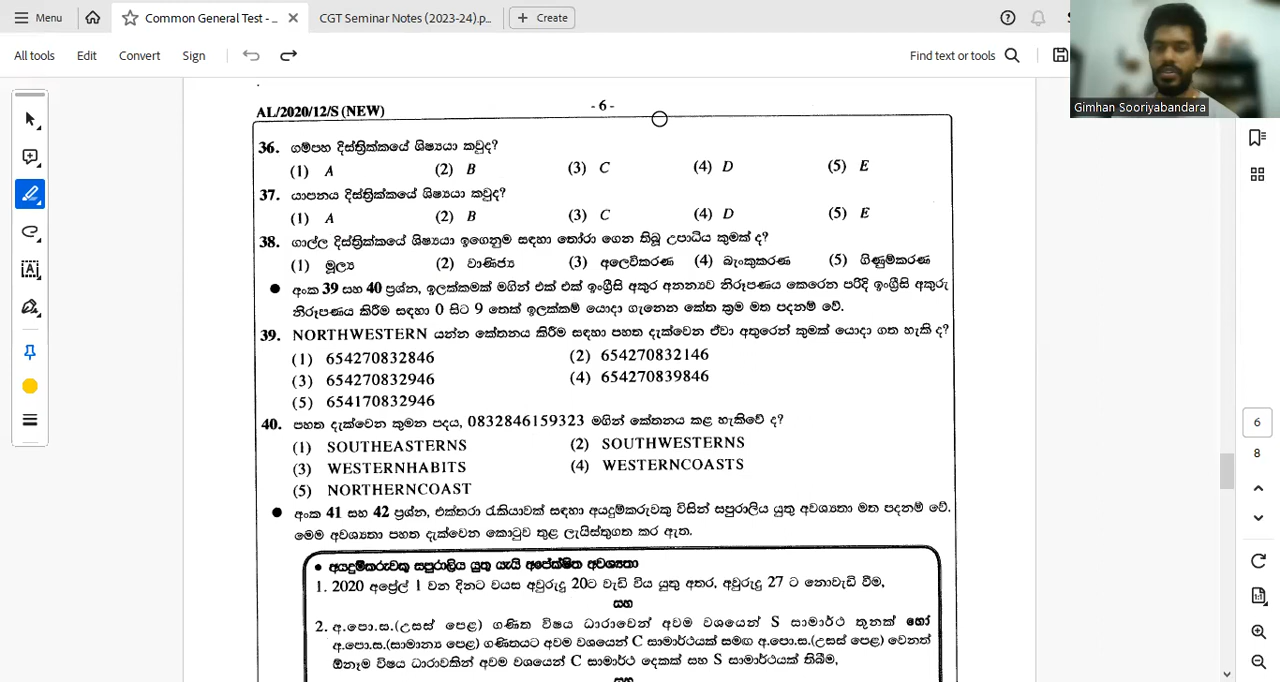 Menu
Common General Test - ...
CGT Seminar Notes (2023-24).p...
Create
All tools
Edit
Convert
Sign
Find text or tools
Gimhan Sooriyabandara
AL/2020/12/S (NEW)
- 6 -
36. ගම්පහ දිස්ත්‍රික්කයේ ශිෂ්‍යයා කවුද?
(1) A (2) B (3) C (4) D (5) E
37. යාපනය දිස්ත්‍රික්කයේ ශිෂ්‍යයා කවුද?
(1) A (2) B (3) C (4) D (5) E
38. ගාල්ල දිස්ත්‍රික්කයේ ශිෂ්‍යයා ඉගෙනුම සඳහා තෝරා ගෙන තිබූ උපාධිය කුමක් ද?
(1) මූල්‍ය (2) වාණිජ්‍ය (3) අලෙවිකරණ (4) බැංකුකරණ (5) ගිණුම්කරණ
● අංක 39 සහ 40 ප්‍රශ්න, ඉලක්කමක් මගින් එක් එක් ඉංග්‍රීසි අකුර අනන්‍යව නිරූපණය කෙරෙන පරිදි ඉංග්‍රීසි අකුරු
නිරූපණය කිරීම සඳහා 0 සිට 9 තෙක් ඉලක්කම් යොදා ගැනෙන කේත ක්‍රම මත පදනම් වේ.
39. NORTHWESTERN යන්න කේතනය කිරීම සඳහා පහත දැක්වෙන ඒවා අතුරෙන් කුමක් යොදා ගත හැකි ද?
(1) 654270832846 (2) 654270832146
(3) 654270832946 (4) 654270839846
(5) 654170832946
40. පහත දැක්වෙන කුමන පදය, 0832846159323 මගින් කේතනය කළ හැකිවේ ද?
(1) SOUTHEASTERNS (2) SOUTHWESTERNS
(3) WESTERNHABITS (4) WESTERNCOASTS
(5) NORTHERNCOAST
● අංක 41 සහ 42 ප්‍රශ්න, එක්තරා රැකියාවක් සඳහා අයදුම්කරුවකු විසින් සපුරාලිය යුතු අවශ්‍යතා මත පදනම් වේ.
මෙම අවශ්‍යතා පහත දැක්වෙන කොටුව තුළ ලැයිස්තුගත කර ඇත.
• අයදුම්කරුවකු සපුරාලිය යුතු යැයි අපේක්ෂිත අවශ්‍යතා
1. 2020 අප්‍රේල් 1 වන දිනට වයස අවුරුදු 20ට වැඩි විය යුතු අතර, අවුරුදු 27 ට නොවැඩි වීම,
සහ
2. අ.පො.ස.(උසස් පෙළ) ගණිත විෂය ධාරාවෙන් අවම වශයෙන් S සාමාර්ථ තුනක් හෝ
අ.පො.ස.(සාමාන්‍ය පෙළ) ගණිතයට අවම වශයෙන් C සාමාර්ථයක් සමඟ අ.පො.ස.(උසස් පෙළ) වෙනත්
ඕනෑම විෂය ධාරාවකින් අවම වශයෙන් C සාමාර්ථ දෙකක් සහ S සාමාර්ථයක් තිබීම,
සහ
6
8